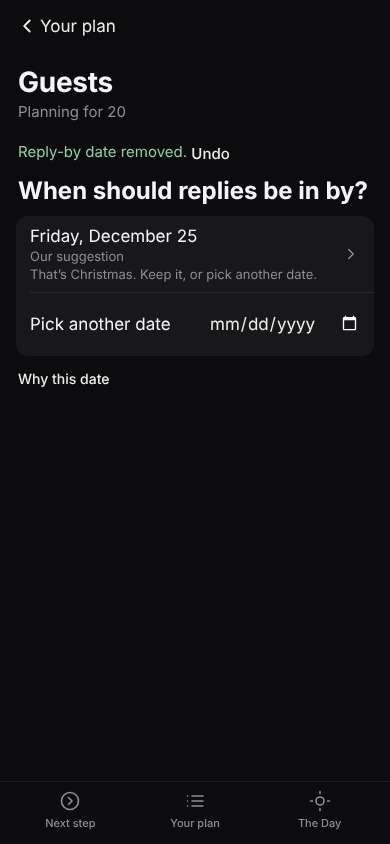 Your plan
Guests
Planning for 20
Reply-by date removed. Undo
When should replies be in by?
Friday, December 25
Our suggestion
That's Christmas. Keep it, or pick another date.
Pick another date mm/dd/yyyy
Why this date
Next step Your plan The Day